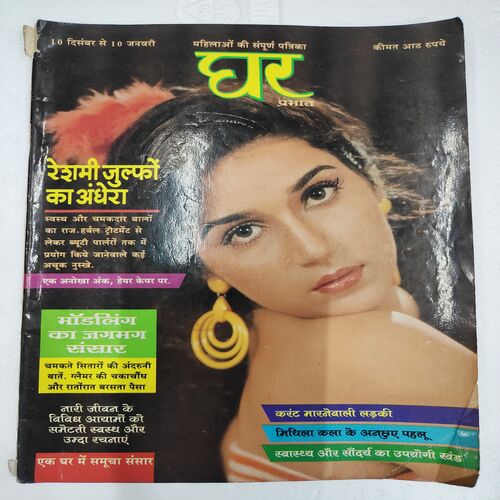 10 दिसंबर से 10 जनवरी
महिलाओं की संपूर्ण पत्रिका
कीमत आठ रुपये
घर
प्रभात
रेशमी जुल्फों
का अंधेरा
स्वस्थ और चमकदार बालों
का राज. हर्बल ट्रीटमेंट से
लेकर ब्यूटी पार्लरों तक में
प्रयोग किये जानेवाले कई
अचूक नुस्खे.
एक अनोखा अंक, हेयर केयर पर.
मॉडलिंग
का जगमग
संसार
चमकते सितारों की अंदरुनी
बातें. ग्लैमर की चकाचौंध
और रातोंरात बरसता पैसा
नारी जीवन के
विविध आयामों को
समेटती स्वस्थ और
उम्दा रचनाएं
एक घर में समूचा संसार
करंट मारनेवाली लड़की
मिथिला कला के अनछुए पहलू
स्वास्थ्य और सौंदर्य का उपयोगी खंड